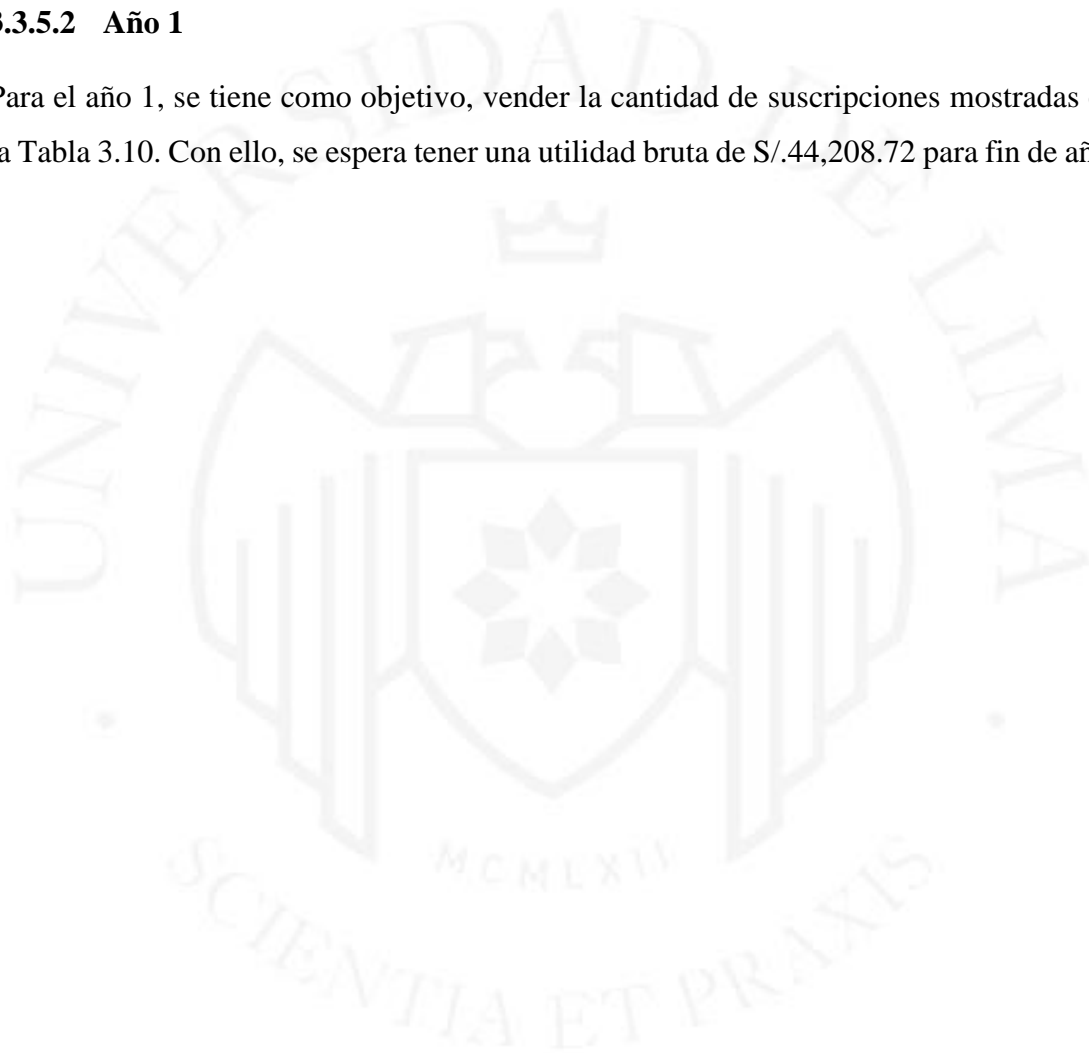 3.3.5.2 Año 1
Para el año 1, se tiene como objetivo, vender la cantidad de suscripciones mostradas
la Tabla 3.10. Con ello, se espera tener una utilidad bruta de S/.44,208.72 para fin de
UNIVERSIDAD DE LIMA
MCMLXII
SCIENTIA ET PRAXIS